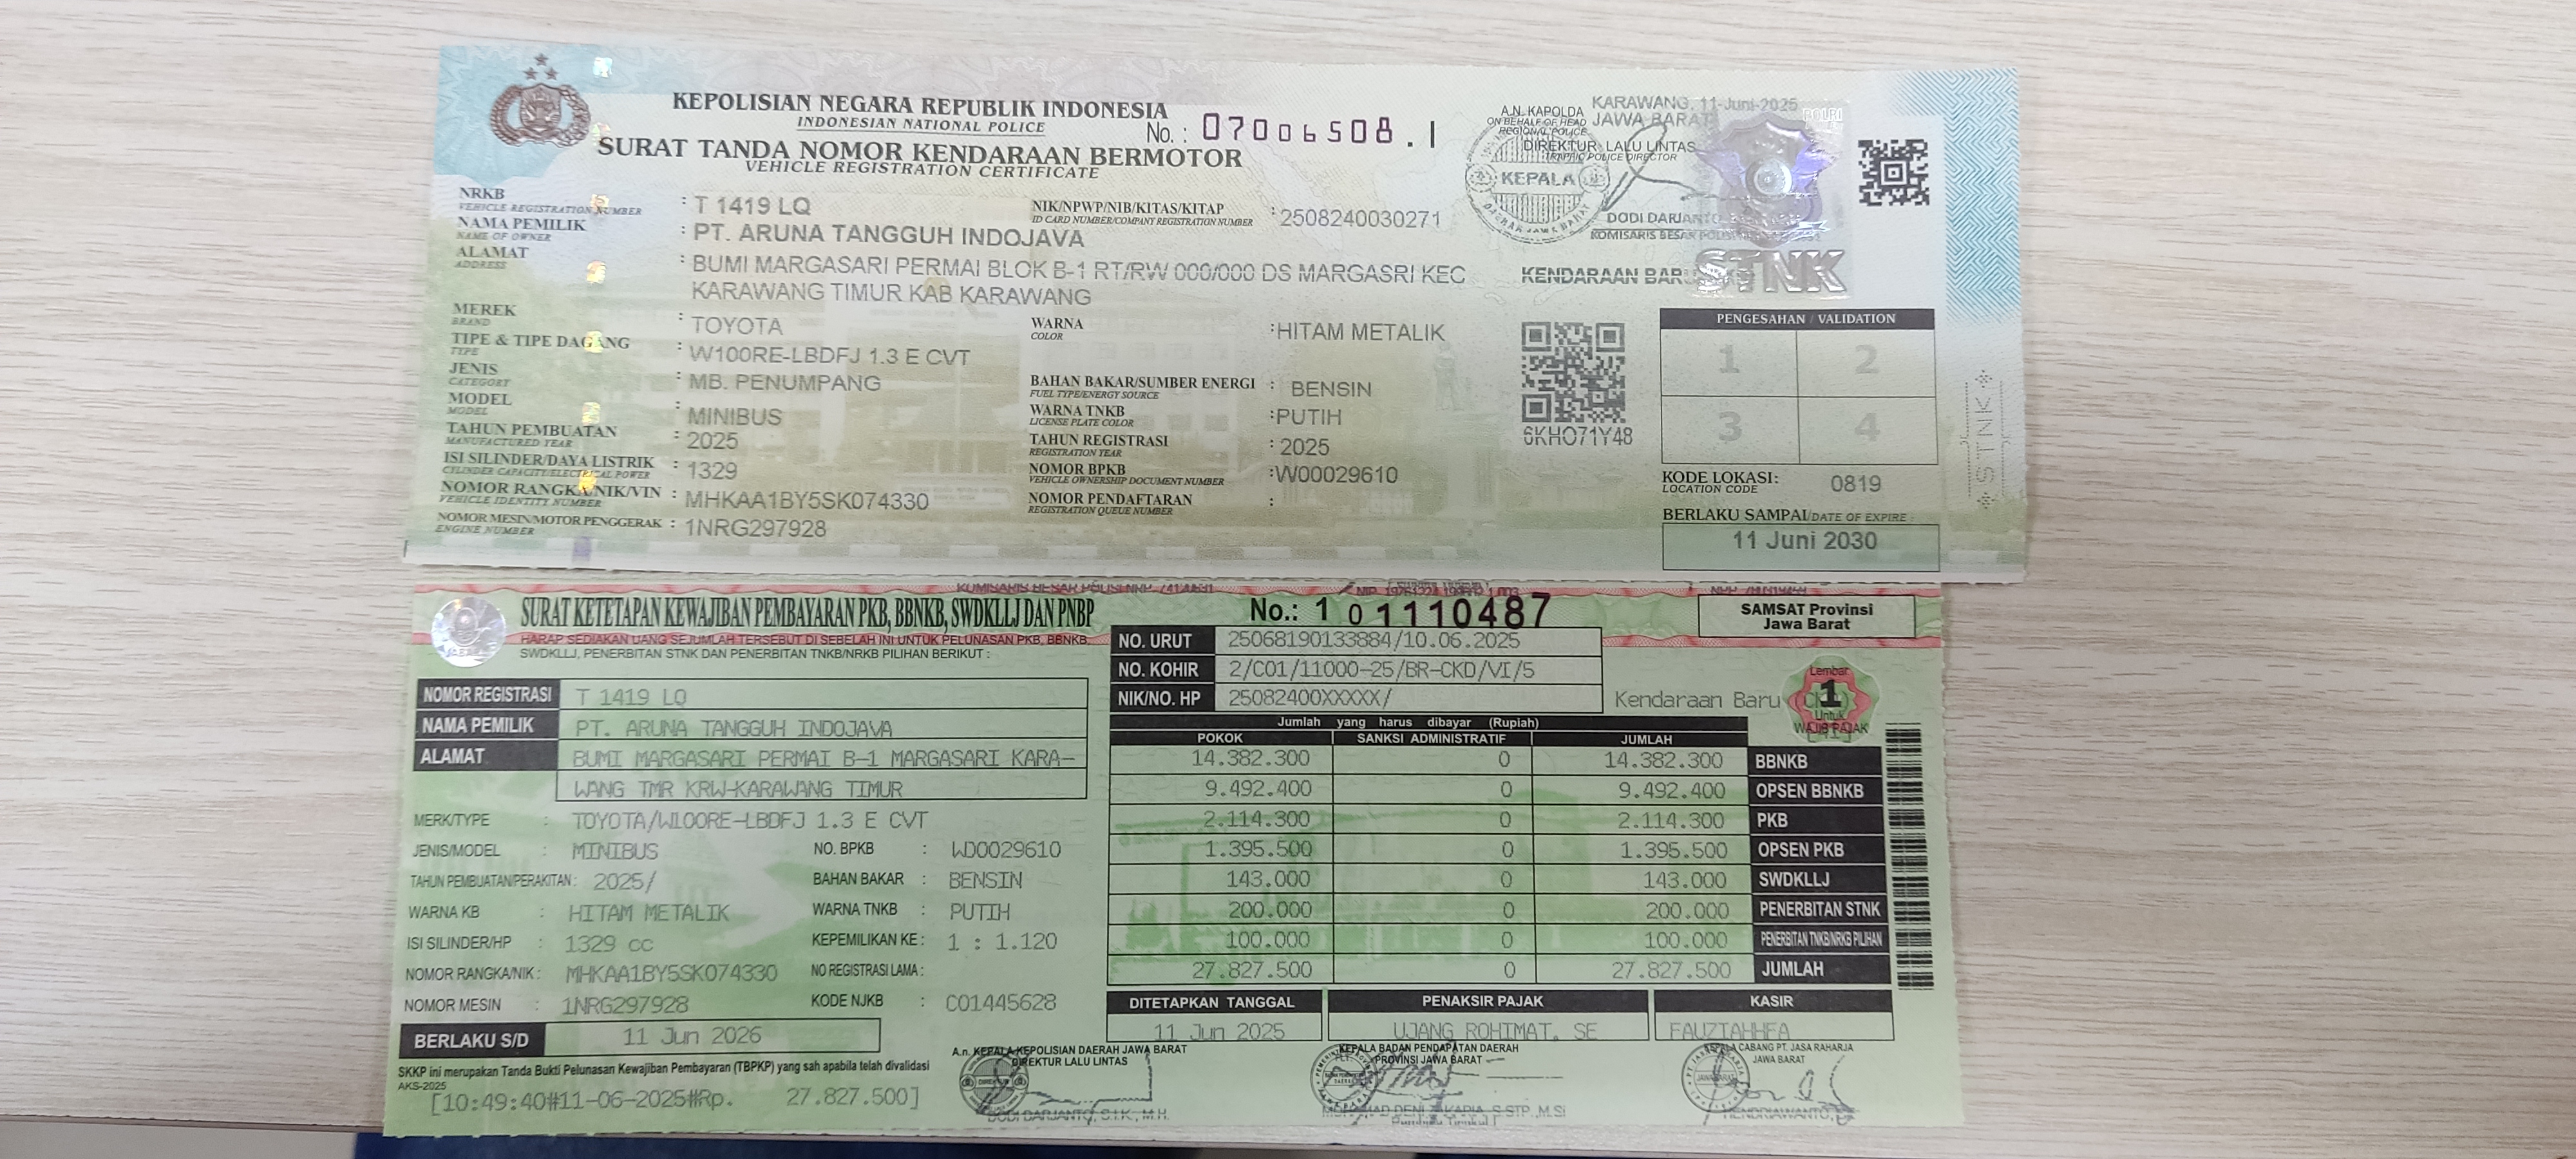 KEPOLISIAN NEGARA REPUBLIK INDONESIA
INDONESIAN NATIONAL POLICE
No.: 07006508.I
SURAT TANDA NOMOR KENDARAAN BERMOTOR
VEHICLE REGISTRATION CERTIFICATE
NRKB : T 1419 LQ
VEHICLE REGISTRATION NUMBER
NIK/NPWP/NIB/KITAS/KITAP : 2508240030271
ID CARD NUMBER/COMPANY REGISTRATION NUMBER
NAMA PEMILIK : PT. ARUNA TANGGUH INDOJAVA
NAME OF OWNER
ALAMAT : BUMI MARGASARI PERMAI BLOK B-1 RT/RW 000/000 DS MARGASRI KEC
ADDRESS
KARAWANG TIMUR KAB KARAWANG
MEREK : TOYOTA
BRAND
TIPE & TIPE DAGANG : W100RE-LBDFJ 1.3 E CVT
TYPE
JENIS : MB. PENUMPANG
CATEGORY
MODEL : MINIBUS
MODEL
TAHUN PEMBUATAN : 2025
MANUFACTURED YEAR
ISI SILINDER/DAYA LISTRIK : 1329
CYLINDER CAPACITY/ELECTRICAL POWER
NOMOR RANGKA/NIK/VIN : MHKAA1BY5SK074330
VEHICLE IDENTITY NUMBER
NOMOR MESIN/MOTOR PENGGERAK : 1NRG297928
ENGINE NUMBER
WARNA : HITAM METALIK
COLOR
BAHAN BAKAR/SUMBER ENERGI : BENSIN
FUEL TYPE/ENERGY SOURCE
WARNA TNKB : PUTIH
LICENSE PLATE COLOR
TAHUN REGISTRASI : 2025
REGISTRATION YEAR
NOMOR BPKB : W00029610
VEHICLE OWNERSHIP DOCUMENT NUMBER
NOMOR PENDAFTARAN :
REGISTRATION QUEUE NUMBER
KARAWANG, 11 Juni 2025
A.N. KAPOLDA JAWA BARAT
ON BEHALF OF HEAD
REGIONAL POLICE
DIREKTUR LALU LINTAS
TRAFFIC POLICE DIRECTOR
KEPALA
DODI DARJANTO
KOMISARIS BESAR
KENDARAAN BARU
STNK
6KHO71Y48
PENGESAHAN / VALIDATION
1 2
3 4
KODE LOKASI: 0819
LOCATION CODE
BERLAKU SAMPAI/DATE OF EXPIRE :
11 Juni 2030
STNK
SURAT KETETAPAN KEWAJIBAN PEMBAYARAN PKB, BBNKB, SWDKLLJ DAN PNBP
HARAP SEDIAKAN UANG SEJUMLAH TERSEBUT DI SEBELAH INI UNTUK PELUNASAN PKB, BBNKB,
SWDKLLJ, PENERBITAN STNK DAN PENERBITAN TNKB/NRKB PILIHAN BERIKUT :
No.: 10110487
SAMSAT Provinsi
Jawa Barat
NOMOR REGISTRASI T 1419 LQ
NAMA PEMILIK PT. ARUNA TANGGUH INDOJAVA
ALAMAT BUMI MARGASARI PERMAI B-1 MARGASARI KARA-
WANG TMR KRW-KARAWANG TIMUR
MERK/TYPE : TOYOTA/W100RE-LBDFJ 1.3 E CVT
JENIS/MODEL : MINIBUS
NO. BPKB : W00029610
TAHUN PEMBUATAN/PERAKITAN: 2025/
BAHAN BAKAR : BENSIN
WARNA KB : HITAM METALIK
WARNA TNKB : PUTIH
ISI SILINDER/HP : 1329 cc
KEPEMILIKAN KE : 1 : 1.120
NOMOR RANGKA/NIK : MHKAA1BY5SK074330
NO REGISTRASI LAMA :
NOMOR MESIN : 1NRG297928
KODE NJKB : C01445628
BERLAKU S/D 11 Jun 2026
SKKP ini merupakan Tanda Bukti Pelunasan Kewajiban Pembayaran (TBPKP) yang sah apabila telah divalidasi
AKS-2025
[10:49:40#11-06-2025#Rp. 27.827.500]
A.n. KEPALA KEPOLISIAN DAERAH JAWA BARAT
DIREKTUR LALU LINTAS
NO. URUT 25068190133884/10.06.2025
NO. KOHIR 2/C01/11000-25/BR-CKD/VI/5
NIK/NO. HP 25082400XXXXX/
Kendaraan Baru
Lembar
1
Untuk
WAJIB PAJAK
Jumlah yang harus dibayar (Rupiah)
POKOK SANKSI ADMINISTRATIF JUMLAH
14.382.300 0 14.382.300 BBNKB
9.492.400 0 9.492.400 OPSEN BBNKB
2.114.300 0 2.114.300 PKB
1.395.500 0 1.395.500 OPSEN PKB
143.000 0 143.000 SWDKLLJ
200.000 0 200.000 PENERBITAN STNK
100.000 0 100.000 PENERBITAN TNKB/NRKB PILIHAN
27.827.500 0 27.827.500 JUMLAH
DITETAPKAN TANGGAL PENAKSIR PAJAK KASIR
11 Jun 2025 UJANG ROHIMAT, SE
KEPALA BADAN PENDAPATAN DAERAH
PROVINSI JAWA BARAT
CABANG PT. JASA RAHARJA
JAWA BARAT